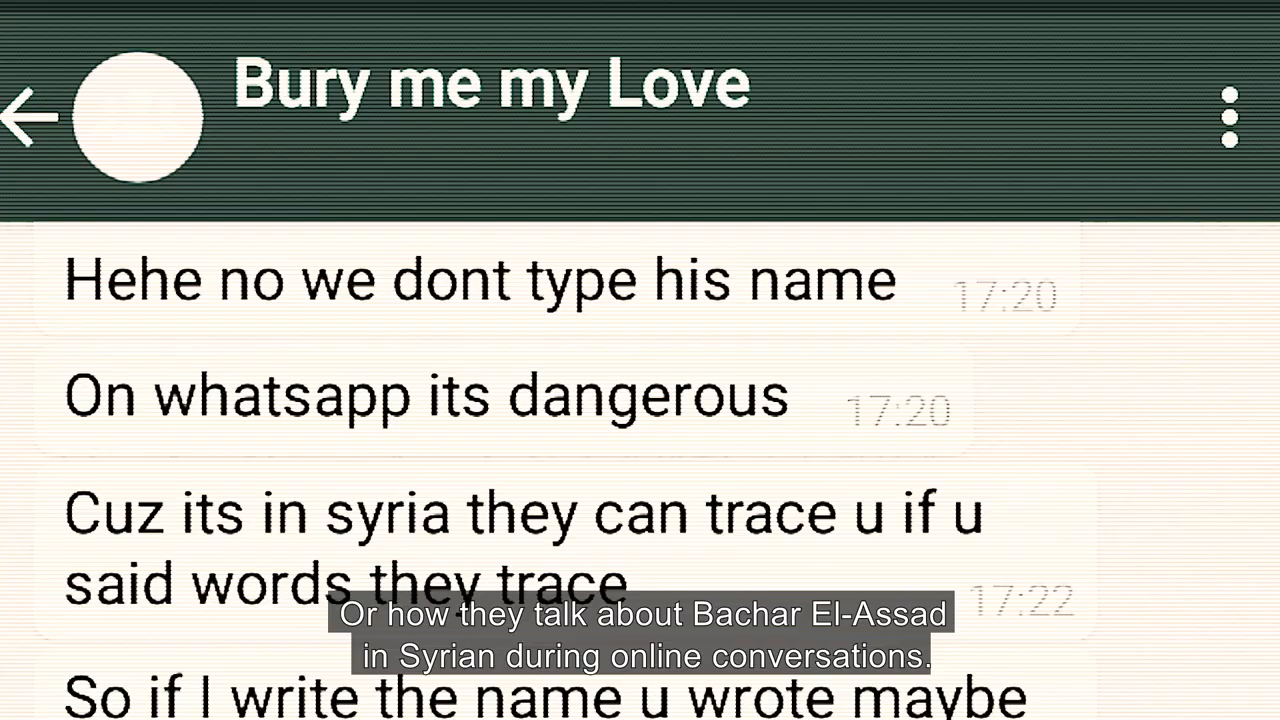 Bury me my Love
Hehe no we dont type his name 17:20
On whatsapp its dangerous 17:20
Cuz its in syria they can trace u if u
said words they trace 17:22
Or how they talk about Bachar El-Assad
in Syrian during online conversations.
So if I write the name u wrote maybe